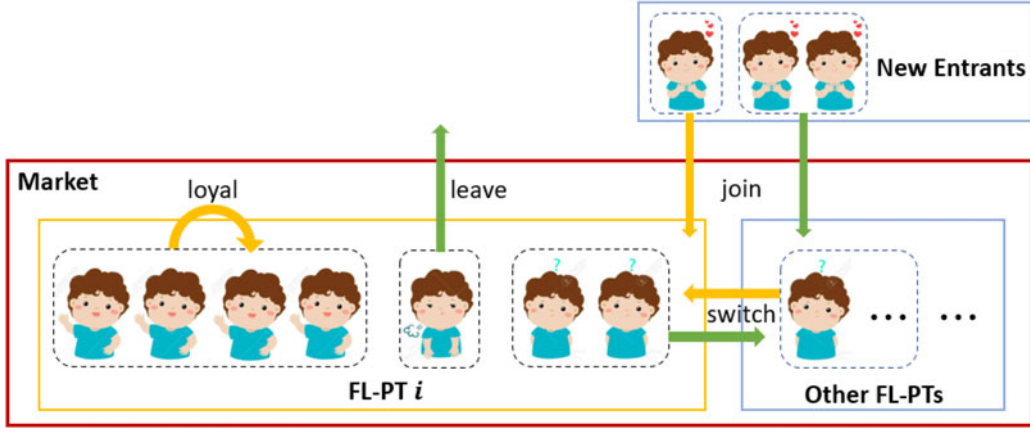 New Entrants
Market
loyal
leave
join
? ?
?
switch
... ...
FL-PT i
Other FL-PTs